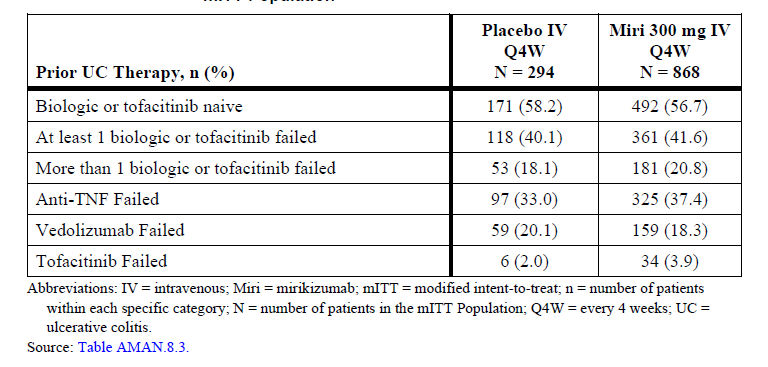 mITT Population
Prior UC Therapy, n (%) Placebo IV Q4W N = 294 Miri 300 mg IV Q4W N = 868
Biologic or tofacitinib naive 171 (58.2) 492 (56.7)
At least 1 biologic or tofacitinib failed 118 (40.1) 361 (41.6)
More than 1 biologic or tofacitinib failed 53 (18.1) 181 (20.8)
Anti-TNF Failed 97 (33.0) 325 (37.4)
Vedolizumab Failed 59 (20.1) 159 (18.3)
Tofacitinib Failed 6 (2.0) 34 (3.9)
Abbreviations: IV = intravenous; Miri = mirikizumab; mITT = modified intent-to-treat; n = number of patients
within each specific category; N = number of patients in the mITT Population; Q4W = every 4 weeks; UC =
ulcerative colitis.
Source: Table AMAN.8.3.